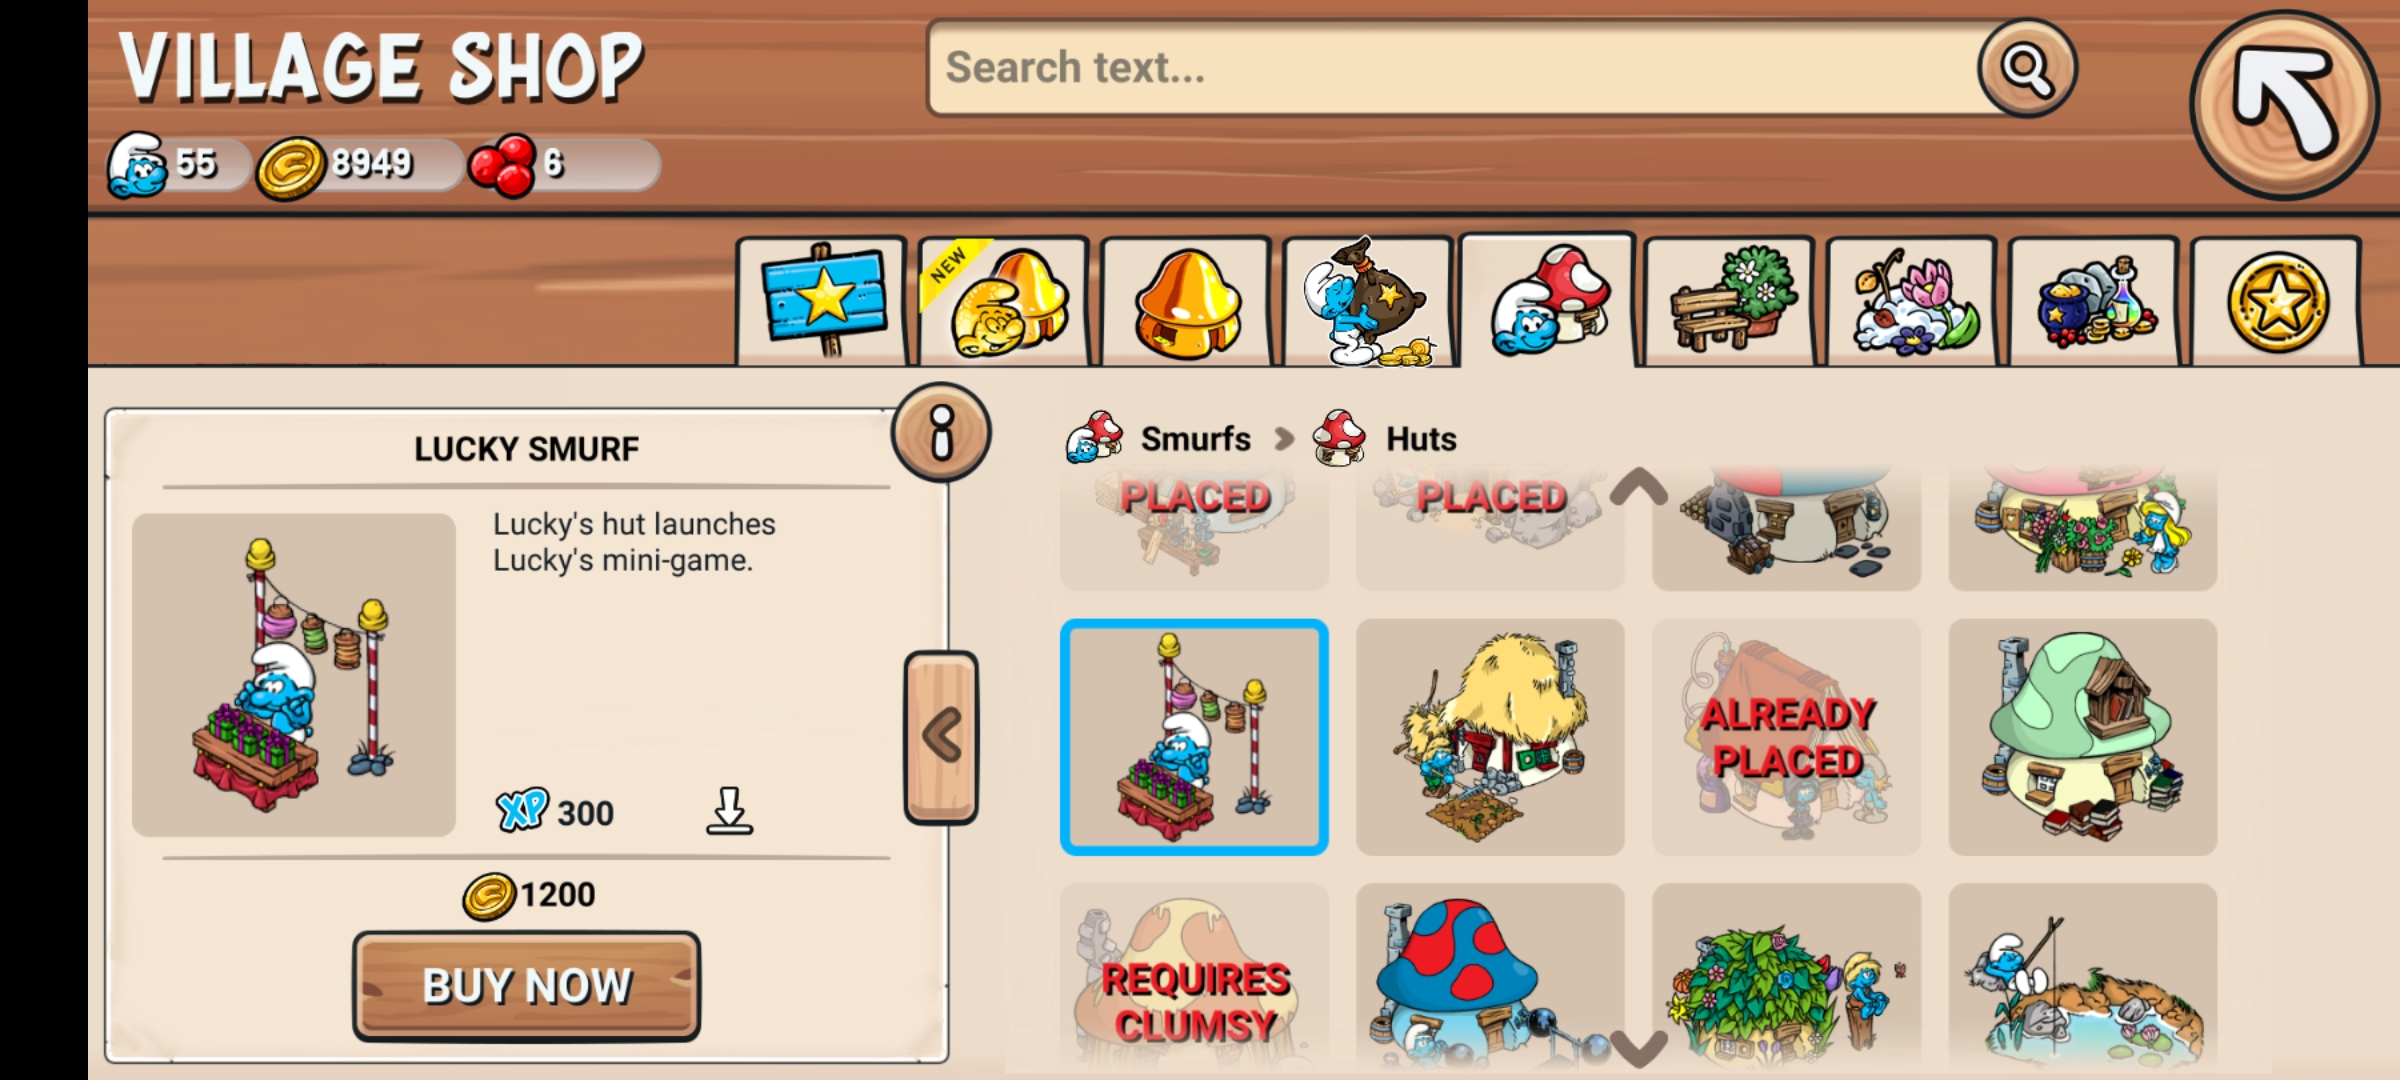 VILLAGE SHOP
Search text...
55
8949
6
NEW
LUCKY SMURF
Lucky's hut launches
Lucky's mini-game.
XP 300
1200
BUY NOW
Smurfs > Huts
PLACED
PLACED
ALREADY
PLACED
REQUIRES
CLUMSY